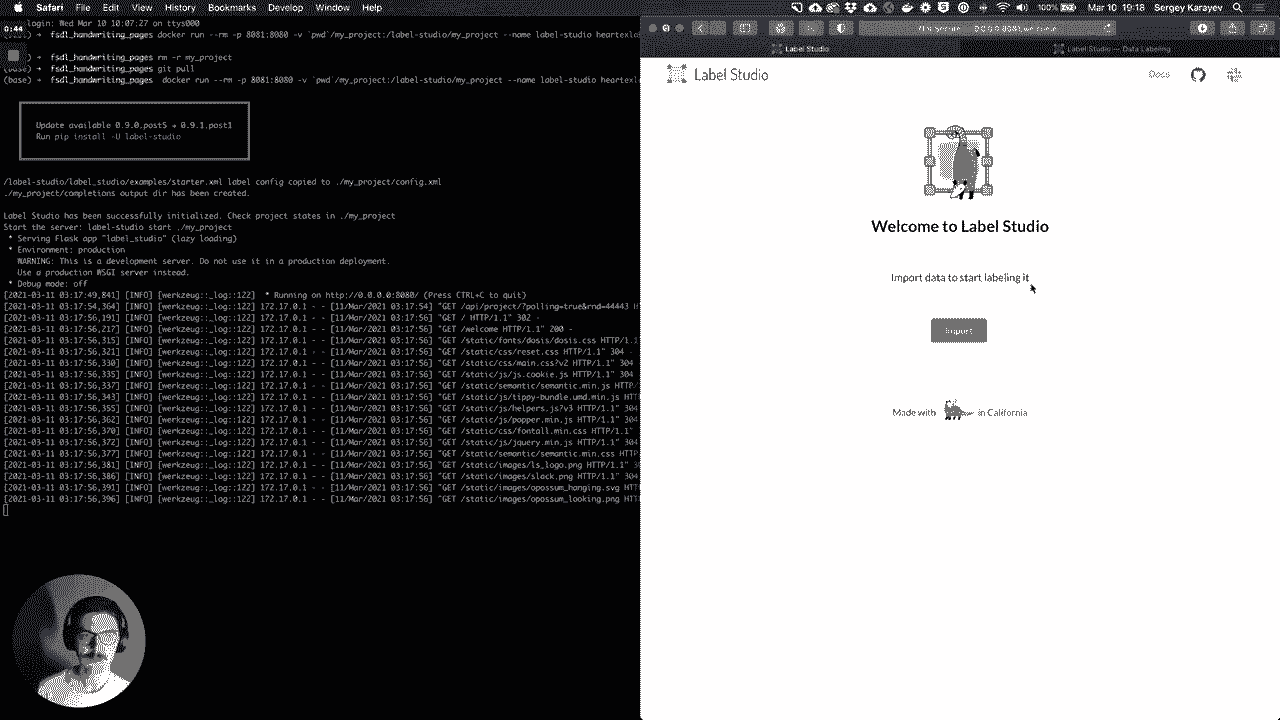 Safari File Edit View History Bookmarks Develop Window Help
100% Mar 10 19:18 Sergey Karayev
0:44
login: Wed Mar 10 10:07:27 on ttys000
) ➜ fsdl_handwriting_pages docker run --rm -p 8081:8080 -v `pwd`/my_project:/label-studio/my_project --name label-studio heartexla
(base) ➜ fsdl_handwriting_pages rm -r my_project
(base) ➜ fsdl_handwriting_pages git pull
(base) ➜ fsdl_handwriting_pages docker run --rm -p 8081:8080 -v `pwd`/my_project:/label-studio/my_project --name label-studio heartexlo
Update available 0.9.0.post5 → 0.9.1.post1
Run pip install -U label-studio
/label-studio/label_studio/examples/starter.xml label config copied to ./my_project/config.xml
./my_project/completions output dir has been created.
Label Studio has been successfully initialized. Check project states in ./my_project
Start the server: label-studio start ./my_project
* Serving Flask app "label_studio" (lazy loading)
* Environment: production
WARNING: This is a development server. Do not use it in a production deployment.
Use a production WSGI server instead.
* Debug mode: off
[2021-03-11 03:17:49,841] [INFO] [werkzeug::_log::122] * Running on http://0.0.0.0:8080/ (Press CTRL+C to quit)
[2021-03-11 03:17:54,364] [INFO] [werkzeug::_log::122] 172.17.0.1 - - [11/Mar/2021 03:17:54] "GET /api/project/?polling=true&rnd=44443 H
[2021-03-11 03:17:56,191] [INFO] [werkzeug::_log::122] 172.17.0.1 - - [11/Mar/2021 03:17:56] "GET / HTTP/1.1" 302 -
[2021-03-11 03:17:56,217] [INFO] [werkzeug::_log::122] 172.17.0.1 - - [11/Mar/2021 03:17:56] "GET /welcome HTTP/1.1" 200 -
[2021-03-11 03:17:56,315] [INFO] [werkzeug::_log::122] 172.17.0.1 - - [11/Mar/2021 03:17:56] "GET /static/fonts/dosis/dosis.css HTTP/1.1
[2021-03-11 03:17:56,321] [INFO] [werkzeug::_log::122] 172.17.0.1 - - [11/Mar/2021 03:17:56] "GET /static/css/reset.css HTTP/1.1" 304 -
[2021-03-11 03:17:56,330] [INFO] [werkzeug::_log::122] 172.17.0.1 - - [11/Mar/2021 03:17:56] "GET /static/css/main.css?v2 HTTP/1.1" 304
[2021-03-11 03:17:56,335] [INFO] [werkzeug::_log::122] 172.17.0.1 - - [11/Mar/2021 03:17:56] "GET /static/js/js.cookie.js HTTP/1.1" 304
[2021-03-11 03:17:56,337] [INFO] [werkzeug::_log::122] 172.17.0.1 - - [11/Mar/2021 03:17:56] "GET /static/semantic/semantic.min.js HTTP/
[2021-03-11 03:17:56,343] [INFO] [werkzeug::_log::122] 172.17.0.1 - - [11/Mar/2021 03:17:56] "GET /static/js/tippy-bundle.umd.min.js HTT
[2021-03-11 03:17:56,355] [INFO] [werkzeug::_log::122] 172.17.0.1 - - [11/Mar/2021 03:17:56] "GET /static/js/helpers.js?v3 HTTP/1.1" 304
[2021-03-11 03:17:56,362] [INFO] [werkzeug::_log::122] 172.17.0.1 - - [11/Mar/2021 03:17:56] "GET /static/js/popper.min.js HTTP/1.1" 304
[2021-03-11 03:17:56,370] [INFO] [werkzeug::_log::122] 172.17.0.1 - - [11/Mar/2021 03:17:56] "GET /static/css/fontall.min.css HTTP/1.1"
[2021-03-11 03:17:56,372] [INFO] [werkzeug::_log::122] 172.17.0.1 - - [11/Mar/2021 03:17:56] "GET /static/js/jquery.min.js HTTP/1.1" 304
[2021-03-11 03:17:56,377] [INFO] [werkzeug::_log::122] 172.17.0.1 - - [11/Mar/2021 03:17:56] "GET /static/semantic/semantic.min.css HTTP
[2021-03-11 03:17:56,381] [INFO] [werkzeug::_log::122] 172.17.0.1 - - [11/Mar/2021 03:17:56] "GET /static/images/ls_logo.png HTTP/1.1" 3
[2021-03-11 03:17:56,386] [INFO] [werkzeug::_log::122] 172.17.0.1 - - [11/Mar/2021 03:17:56] "GET /static/images/slack.png HTTP/1.1" 304
[2021-03-11 03:17:56,391] [INFO] [werkzeug::_log::122] 172.17.0.1 - - [11/Mar/2021 03:17:56] "GET /static/images/opossum_hanging.svg HTT
[2021-03-11 03:17:56,396] [INFO] [werkzeug::_log::122] 172.17.0.1 - - [11/Mar/2021 03:17:56] "GET /static/images/opossum_looking.png HTT
Label Studio
Label Studio — Data Labeling
Label Studio
Docs
Welcome to Label Studio
Import data to start labeling it
Import
Made with in California